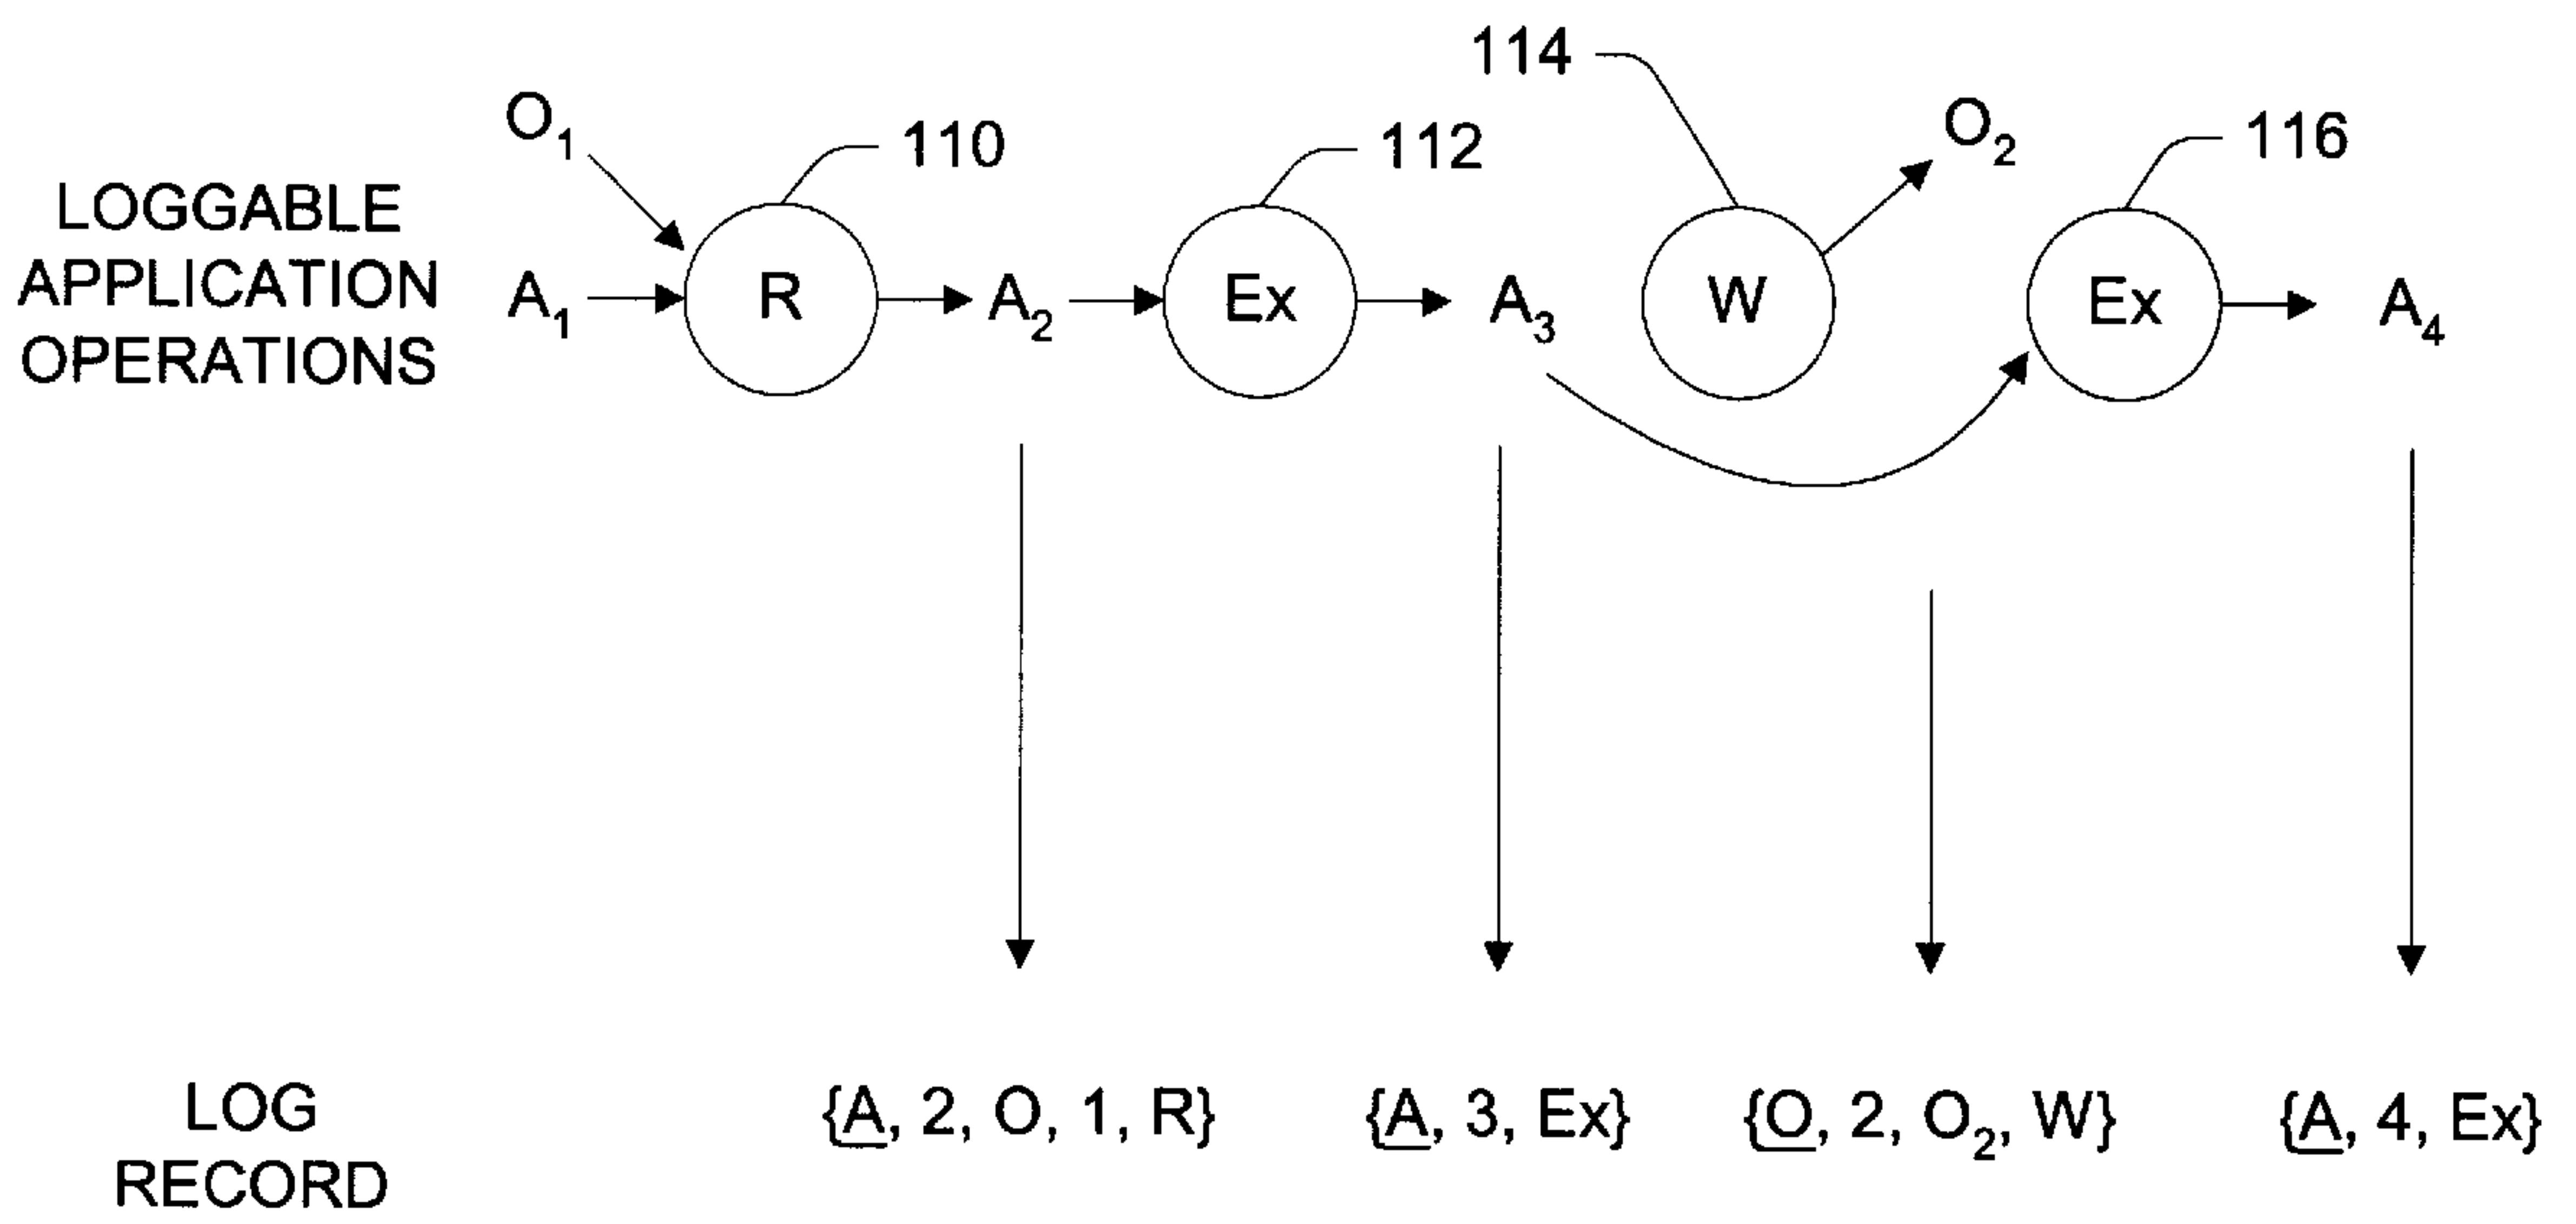 114
O₁ 110 112 O₂ 116
LOGGABLE
APPLICATION
OPERATIONS
A₁ R A₂ Ex A₃ W Ex A₄
LOG
RECORD
{A, 2, O, 1, R} {A, 3, Ex} {O, 2, O₂, W} {A, 4, Ex}